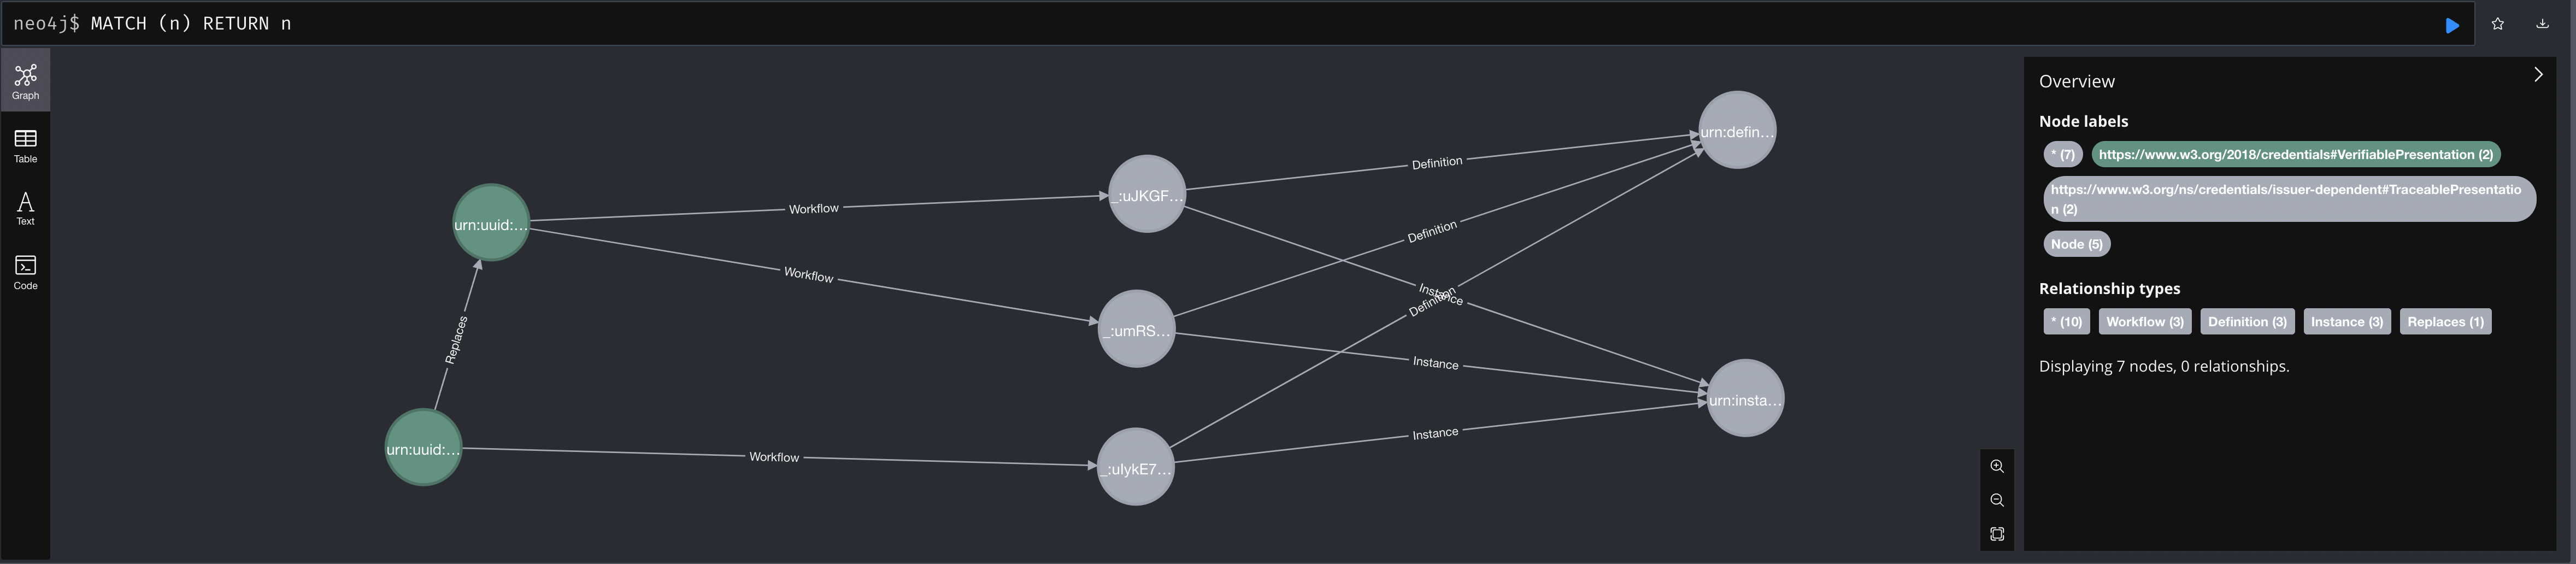 neo4j$ MATCH (n) RETURN n
Graph
Table
Text
Code
urn:uuid:...
urn:uuid:...
Replaces
Workflow
Workflow
Workflow
_:uJKGF...
_:umRS...
_:ulykE7...
Definition
Definition
Definition
Instance
Instance
Instance
urn:defin...
urn:insta...
Overview
Node labels
* (7)
https://www.w3.org/2018/credentials#VerifiablePresentation (2)
https://www.w3.org/ns/credentials/issuer-dependent#TraceablePresentatio
n (2)
Node (5)
Relationship types
* (10) Workflow (3) Definition (3) Instance (3) Replaces (1)
Displaying 7 nodes, 0 relationships.